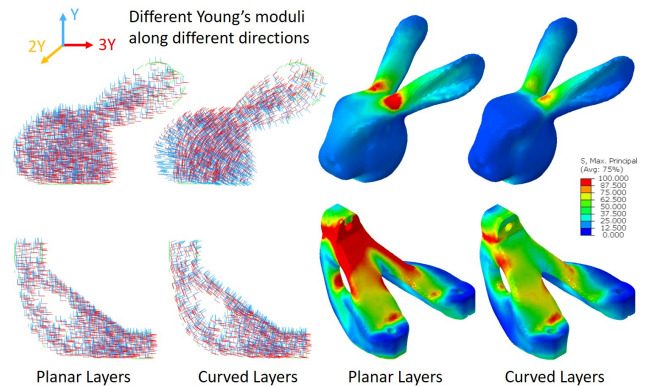 Different Young's moduli
along different directions
Y
2Y
3Y
S, Max. Principal
(Avg: 75%)
100.000
87.500
75.000
62.500
50.000
37.500
25.000
12.500
0.000
Planar Layers
Curved Layers
Planar Layers
Curved Layers